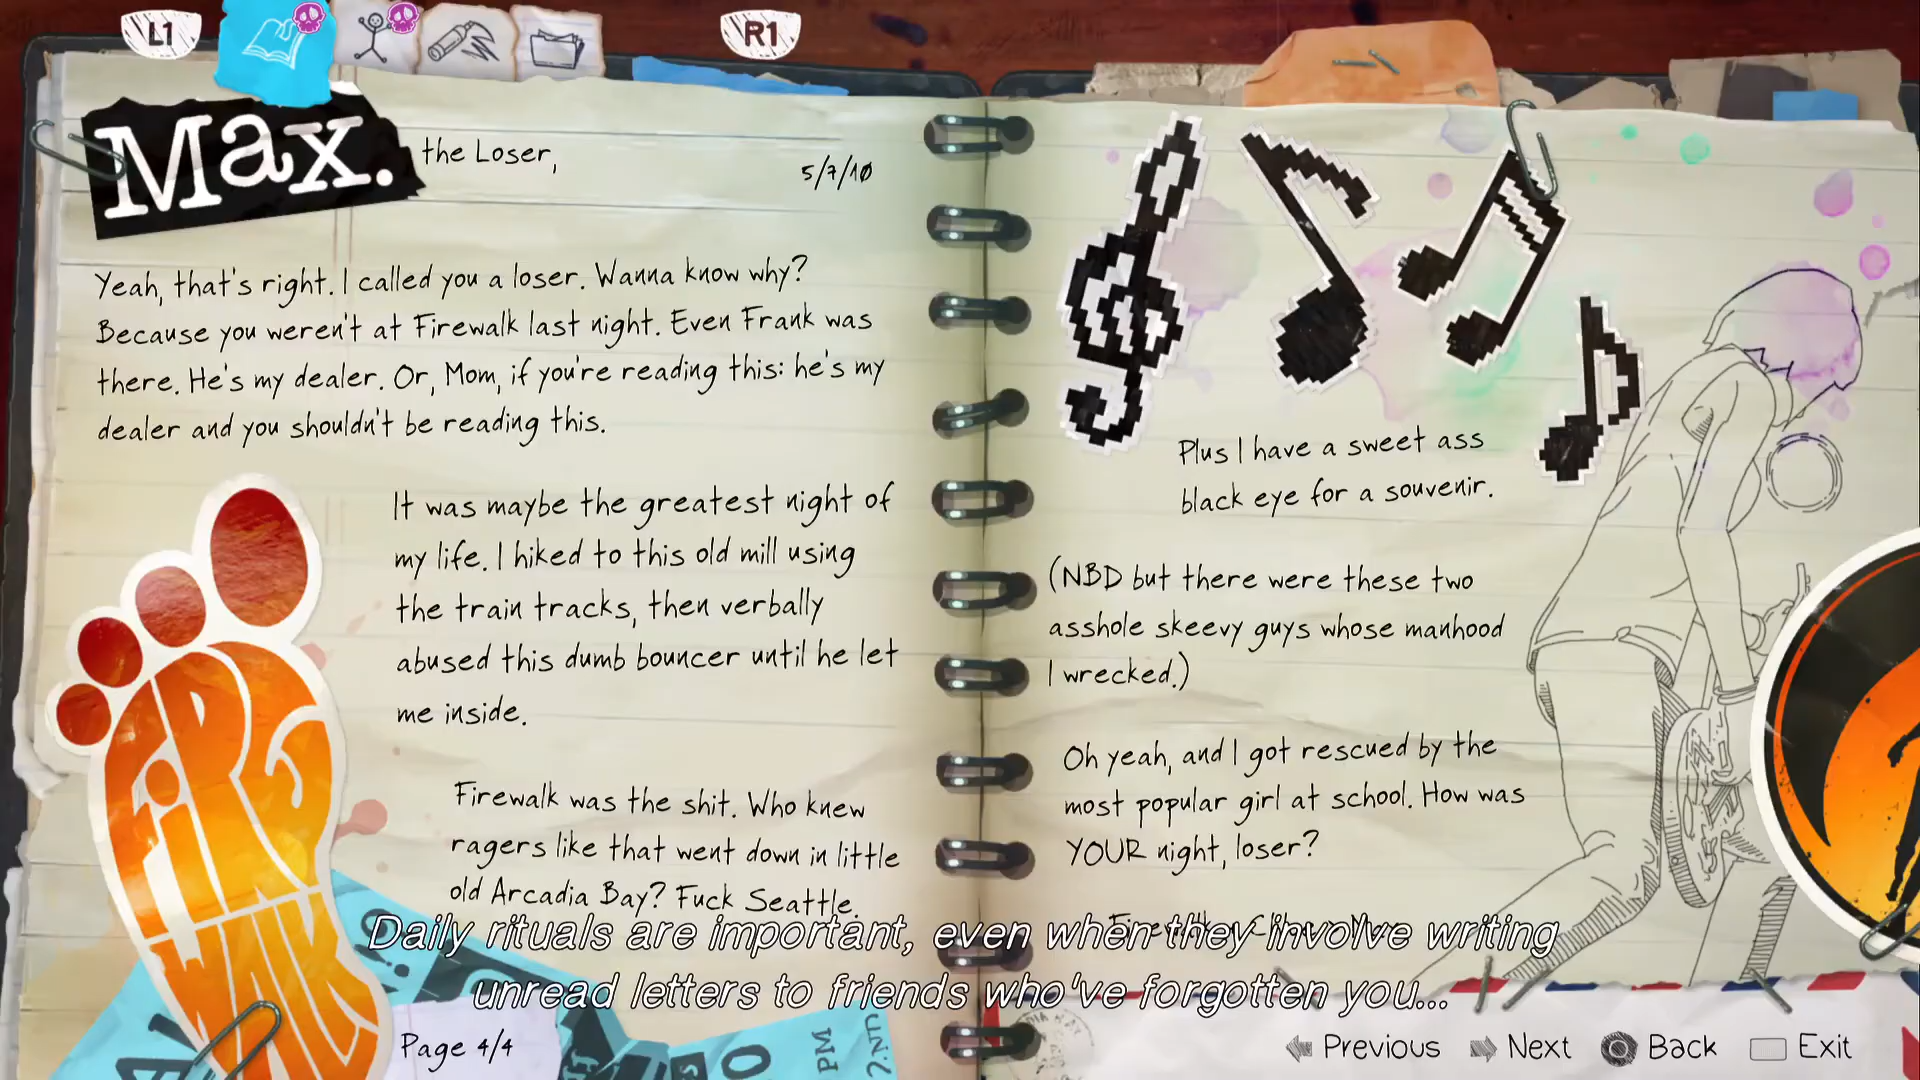 L1
R1
Max.
the Loser,
5/7/10
Yeah, that's right. I called you a loser. Wanna know why?
Because you weren't at Firewalk last night. Even Frank was
there. He's my dealer. Or, Mom, if you're reading this: he's my
dealer and you shouldn't be reading this.
It was maybe the greatest night of
my life. I hiked to this old mill using
the train tracks, then verbally
abused this dumb bouncer until he let
me inside.
Firewalk was the shit. Who knew
ragers like that went down in little
old Arcadia Bay? Fuck Seattle.
FIRE
WALK
Plus I have a sweet ass
black eye for a souvenir.
(NBD but there were these two
asshole skeevy guys whose manhood
I wrecked.)
Oh yeah, and I got rescued by the
most popular girl at school. How was
YOUR night, loser?
Daily rituals are important, even when they involve writing
unread letters to friends who've forgotten you...
Page 4/4
PM
Previous
Next
Back
Exit